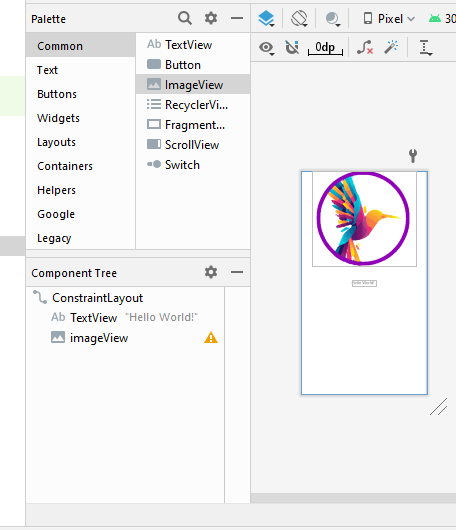 Palette
Common
Text
Buttons
Widgets
Layouts
Containers
Helpers
Google
Legacy
Ab TextView
Button
ImageView
RecyclerVi...
Fragment...
ScrollView
Switch
Component Tree
ConstraintLayout
Ab TextView "Hello World!"
imageView
Pixel
30
0dp
Hello World!